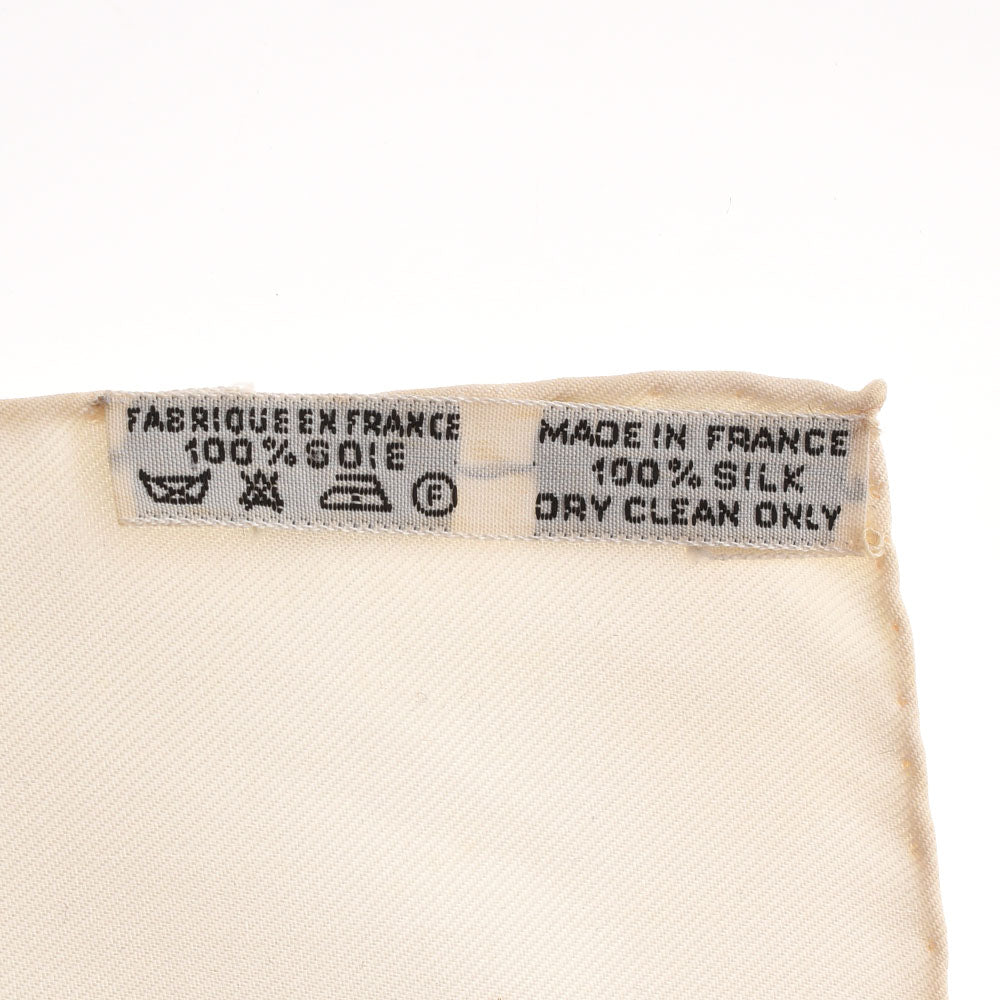 FABRIQUE EN FRANCE
100% SOIE
F
MADE IN FRANCE
100% SILK
DRY CLEAN ONLY